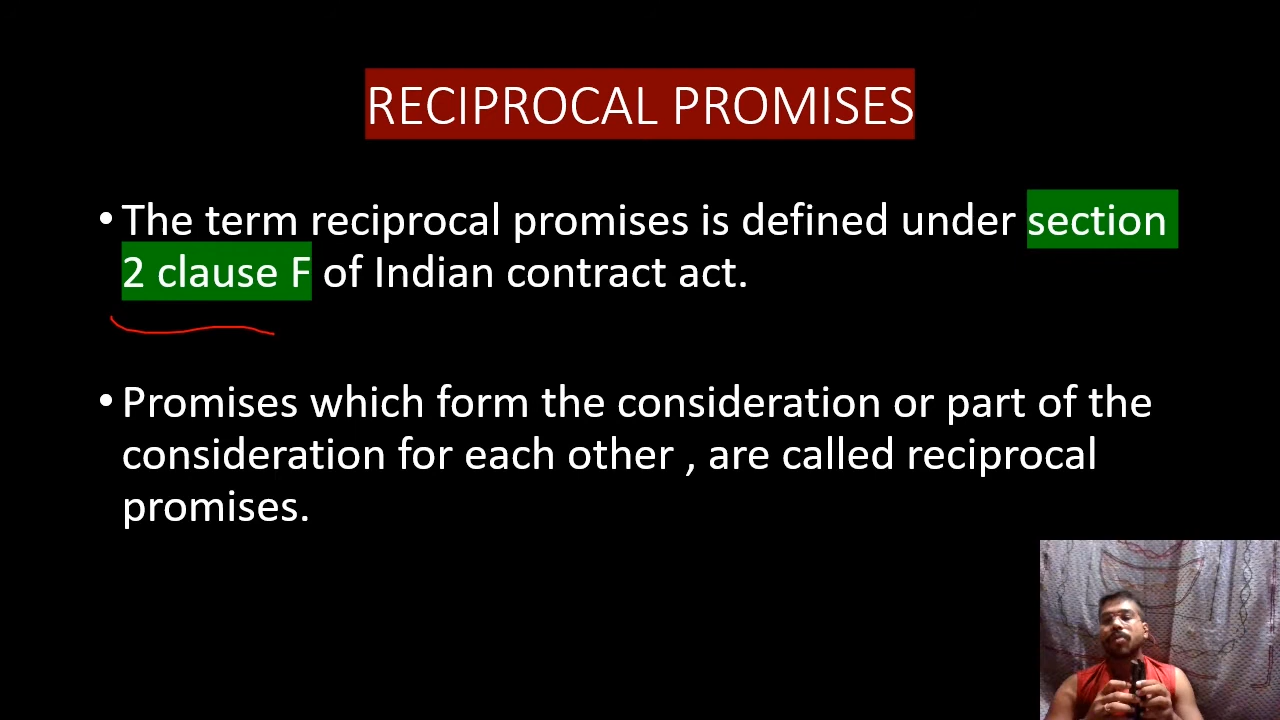 RECIPROCAL PROMISES
• The term reciprocal promises is defined under section
2 clause F of Indian contract act.
• Promises which form the consideration or part of the
consideration for each other , are called reciprocal
promises.